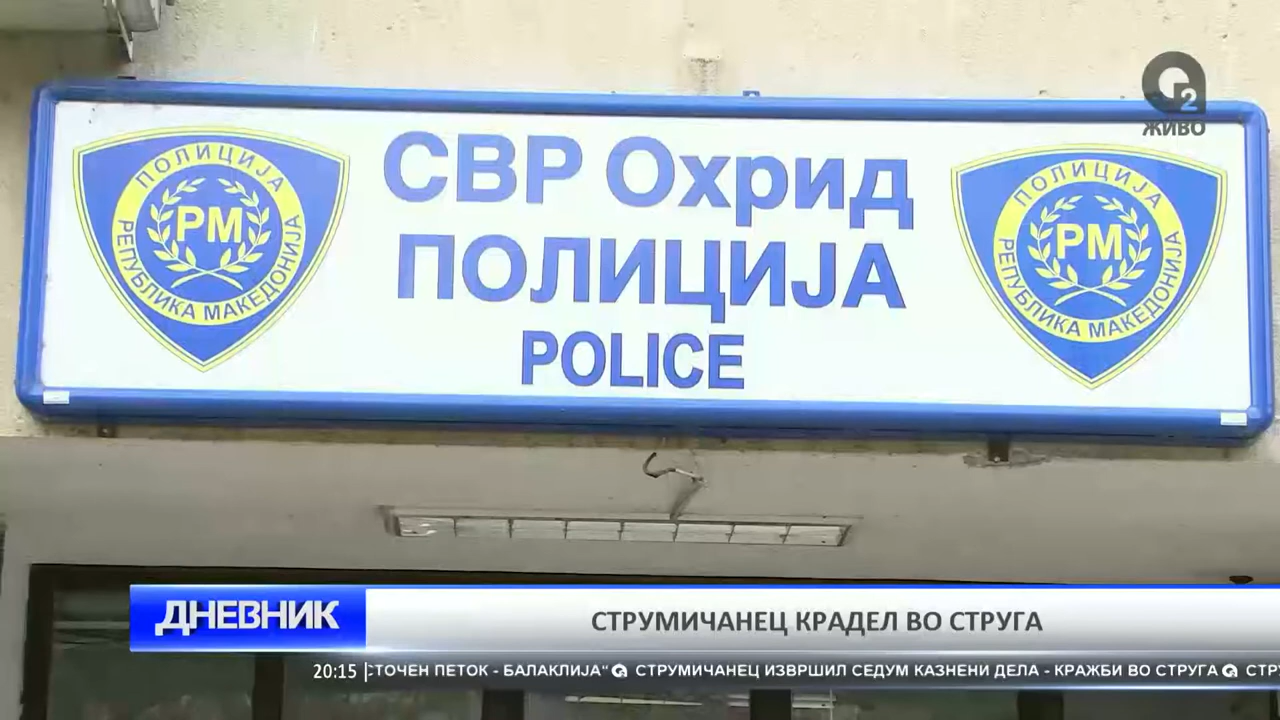 2
ЖИВО
СВР Охрид
ПОЛИЦИЈА
POLICE
ПОЛИЦИЈА
РМ
РЕПУБЛИКА МАКЕДОНИЈА
ПОЛИЦИЈА
РМ
РЕПУБЛИКА МАКЕДОНИЈА
ДНЕВНИК
СТРУМИЧАНЕЦ КРАДЕЛ ВО СТРУГА
20:15
ПЕТОК - БАЛАКЛИЈА“ СТРУМИЧАНЕЦ ИЗВРШИЛ СЕДУМ КАЗНЕНИ ДЕЛА - КРАЖБИ ВО СТРУГА